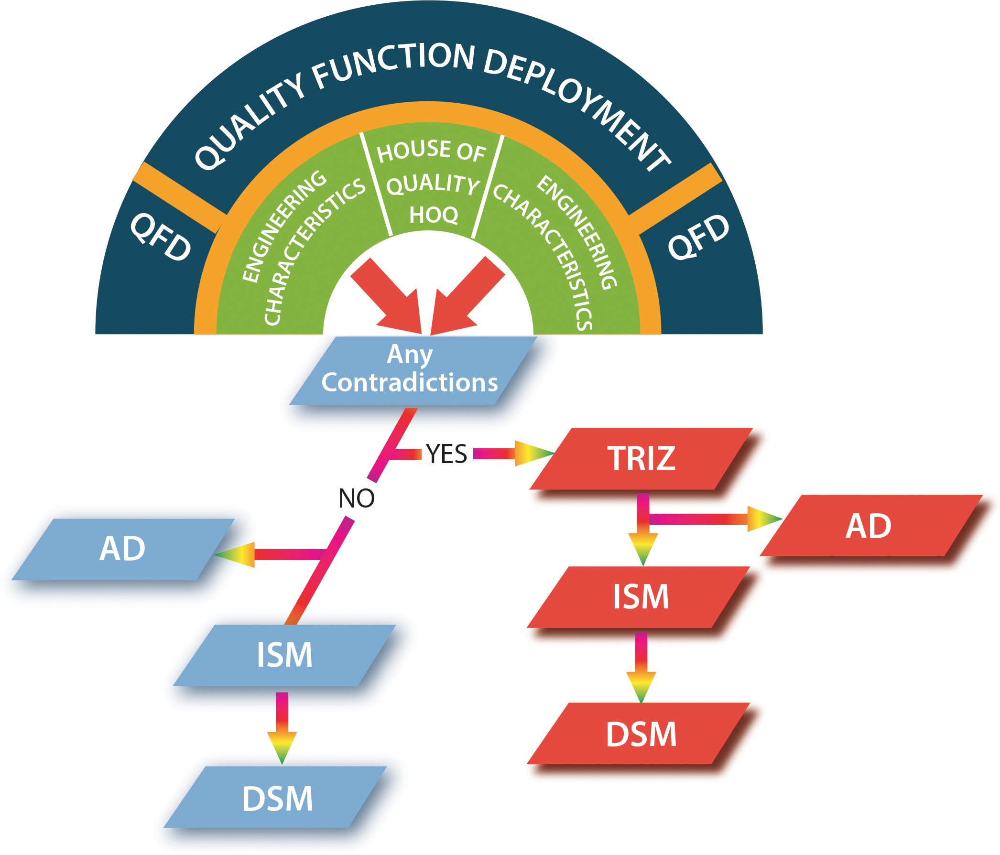 QUALITY FUNCTION DEPLOYMENT
QFD
QFD
ENGINEERING
CHARACTERISTICS
HOUSE OF
QUALITY
HOQ
ENGINEERING
CHARACTERISTICS
Any
Contradictions
YES
TRIZ
NO
AD
AD
ISM
ISM
DSM
DSM